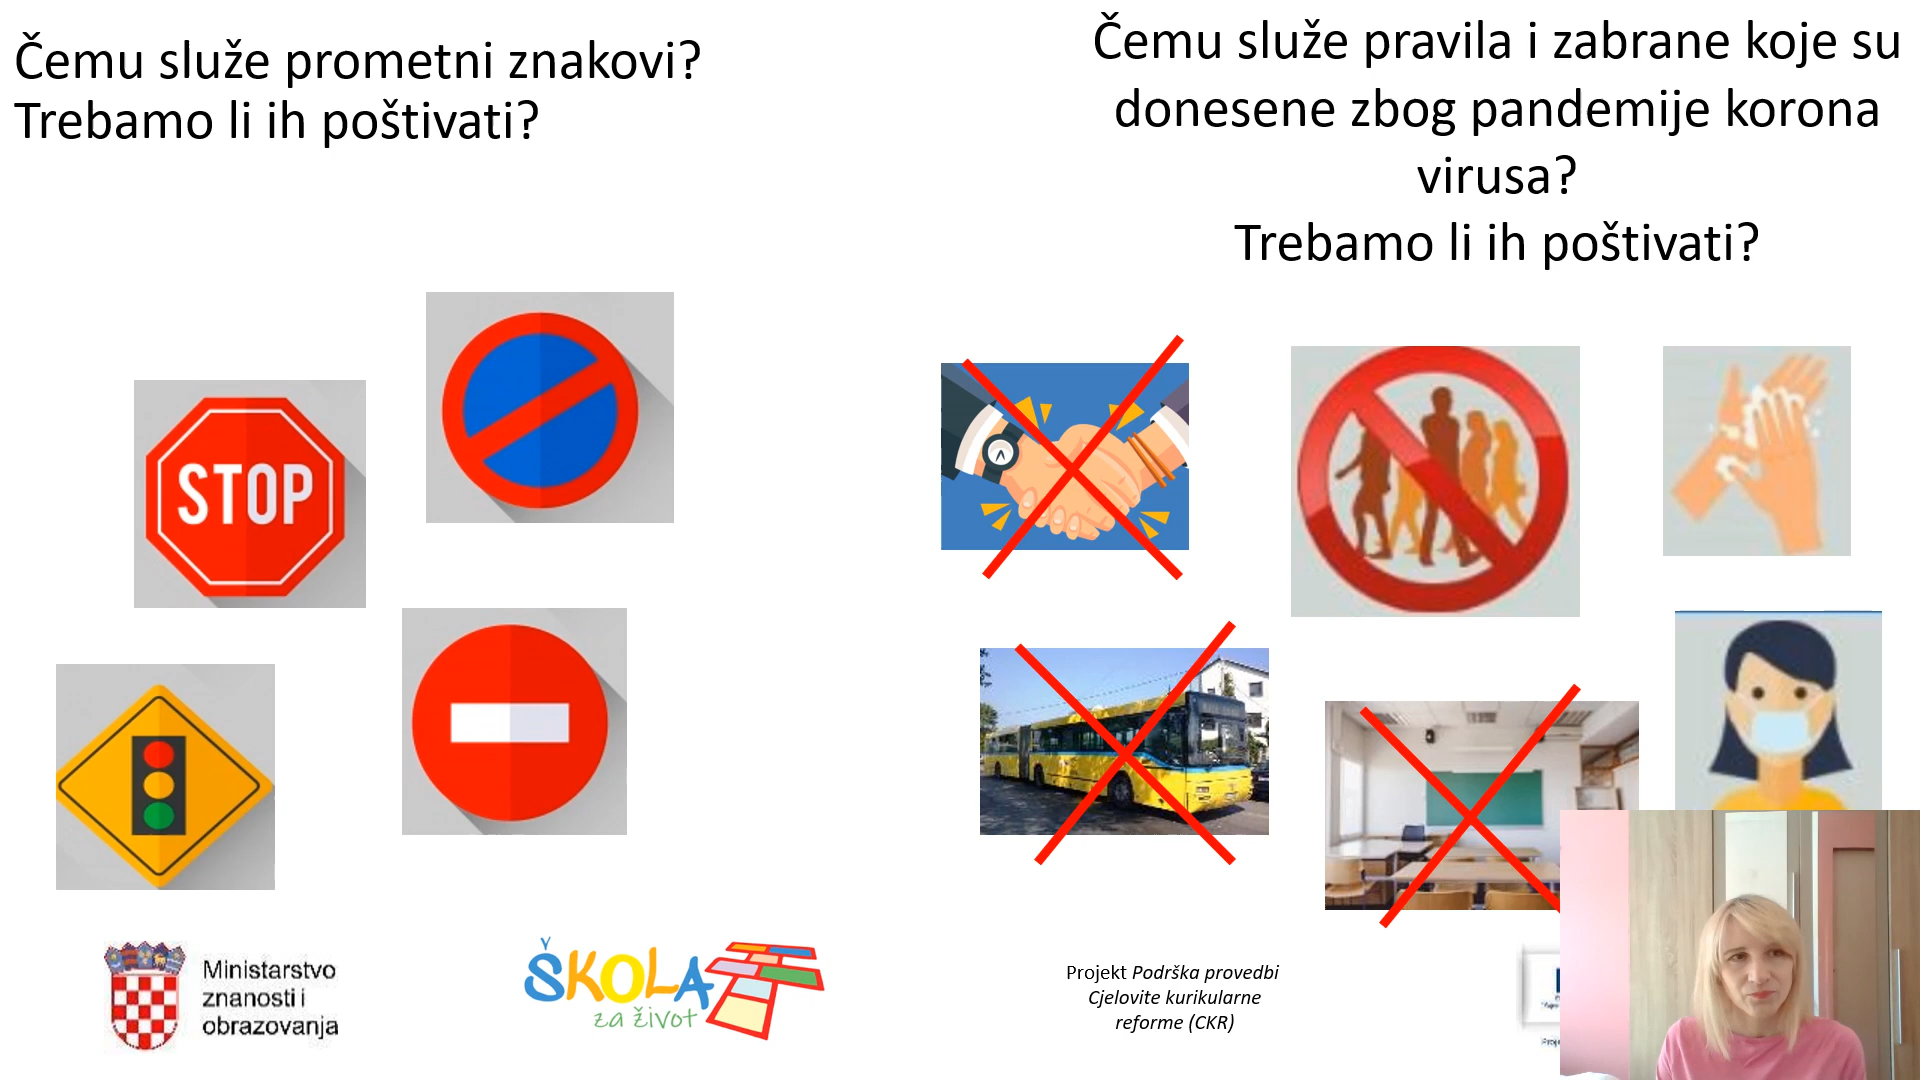 Čemu služe prometni znakovi?
Trebamo li ih poštivati?
Čemu služe pravila i zabrane koje su
donesene zbog pandemije korona
virusa?
Trebamo li ih poštivati?
STOP
Ministarstvo
znanosti i
obrazovanja
ŠKOLA
za život
Projekt Podrška provedbi
Cjelovite kurikularne
reforme (CKR)